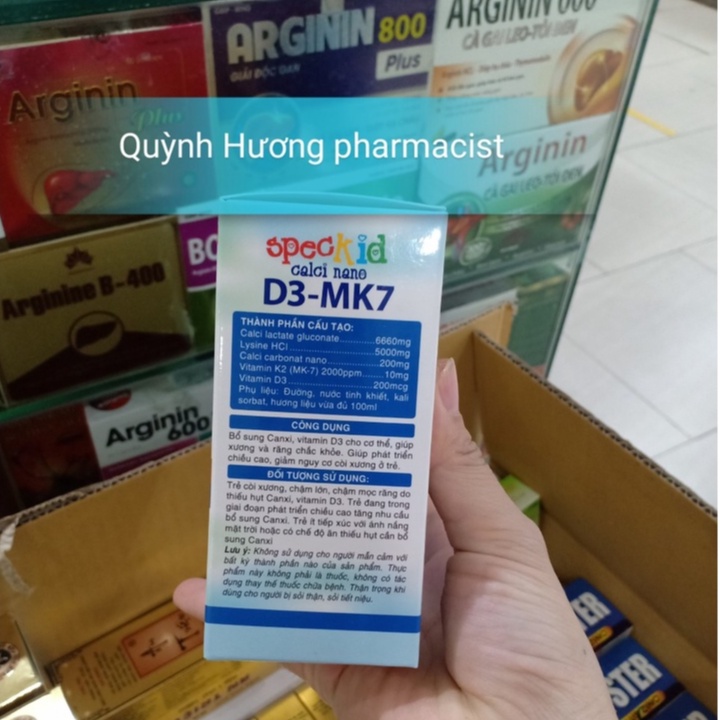 ARGININ 800
Plus
GIẢI ĐỘC GAN
ARGININ 600
CÀ GAI LEO-TỎI ĐEN
Arginin
Plus
Quỳnh Hương pharmacist
Arginin
CÀ GAI LEO-TỎI ĐEN
BO
Arginine B-400
Arginin
600
specKid
calci nano
D3-MK7
THÀNH PHẦN CẤU TẠO:
Calci lactate gluconate............6660mg
Lysine HCl............5000mg
Calci carbonat nano............200mg
Vitamin K2 (MK-7) 2000ppm.......10mg
Vitamin D3............200mcg
Phụ liệu: Đường, nước tinh khiết, kali
sorbat, hương liệu vừa đủ 100ml
CÔNG DỤNG
Bổ sung Canxi, vitamin D3 cho cơ thể, giúp
xương và răng chắc khỏe. Giúp phát triển
chiều cao, giảm nguy cơ còi xương ở trẻ.
ĐỐI TƯỢNG SỬ DỤNG:
Trẻ còi xương, chậm lớn, chậm mọc răng do
thiếu hụt Canxi, vitamin D3. Trẻ đang trong
giai đoạn phát triển chiều cao tăng nhu cầu
bổ sung Canxi. Trẻ ít tiếp xúc với ánh nắng
mặt trời hoặc có chế độ ăn thiếu hụt cần bổ
sung Canxi
Lưu ý: Không sử dụng cho người mẫn cảm với
bất kỳ thành phần nào của sản phẩm. Thực
phẩm này không phải là thuốc, không có tác
dụng thay thế thuốc chữa bệnh. Thận trọng khi
dùng cho người bị sỏi thận, sỏi tiết niệu.
STER
STER